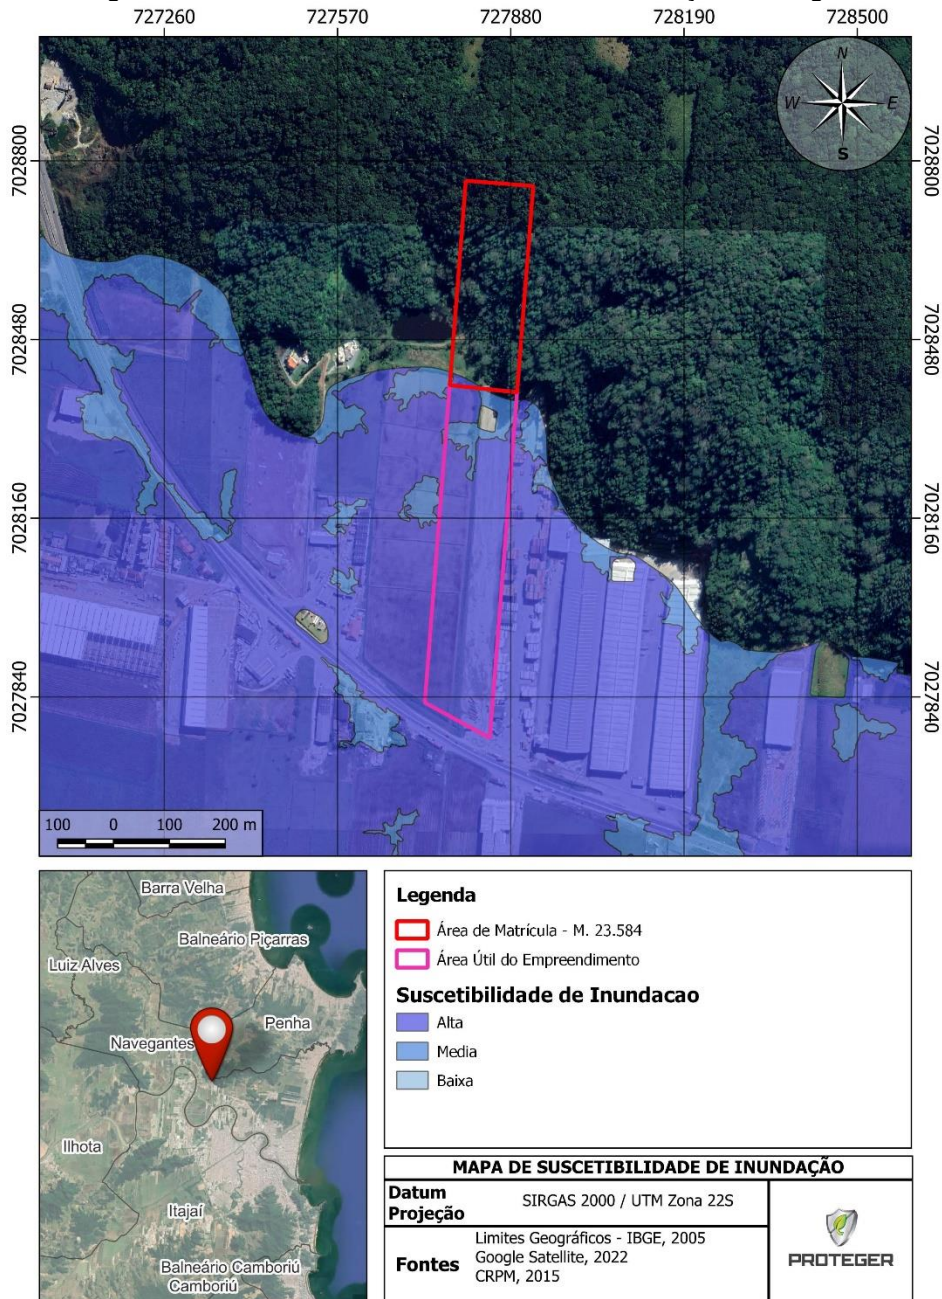 727260 727570 727880 728190 728500
N
W E
S
7028800 7028800
7028480 7028480
7028160 7028160
7027840 7027840
100 0 100 200 m
Barra Velha
Balneário Piçarras
Luiz Alves
Penha
Navegantes
Ilhota
Itajaí
Balneário Camboriú
Camboriú
Legenda
Área de Matrícula - M. 23.584
Área Útil do Empreendimento
Suscetibilidade de Inundacao
Alta
Media
Baixa
MAPA DE SUSCETIBILIDADE DE INUNDAÇÃO
Datum
Projeção
SIRGAS 2000 / UTM Zona 22S
Fontes
Limites Geográficos - IBGE, 2005
Google Satellite, 2022
CRPM, 2015
PROTEGER